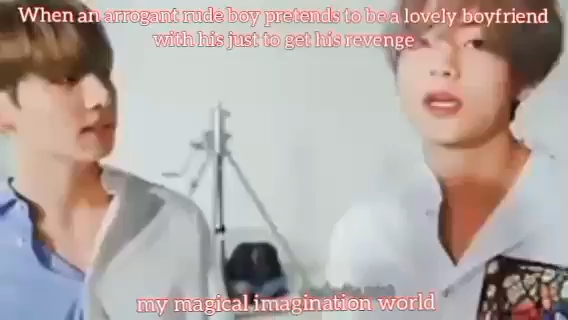 When an arrogant rude boy pretends to be a lovely boyfriend
with his just to get his revenge
my magical imagination world